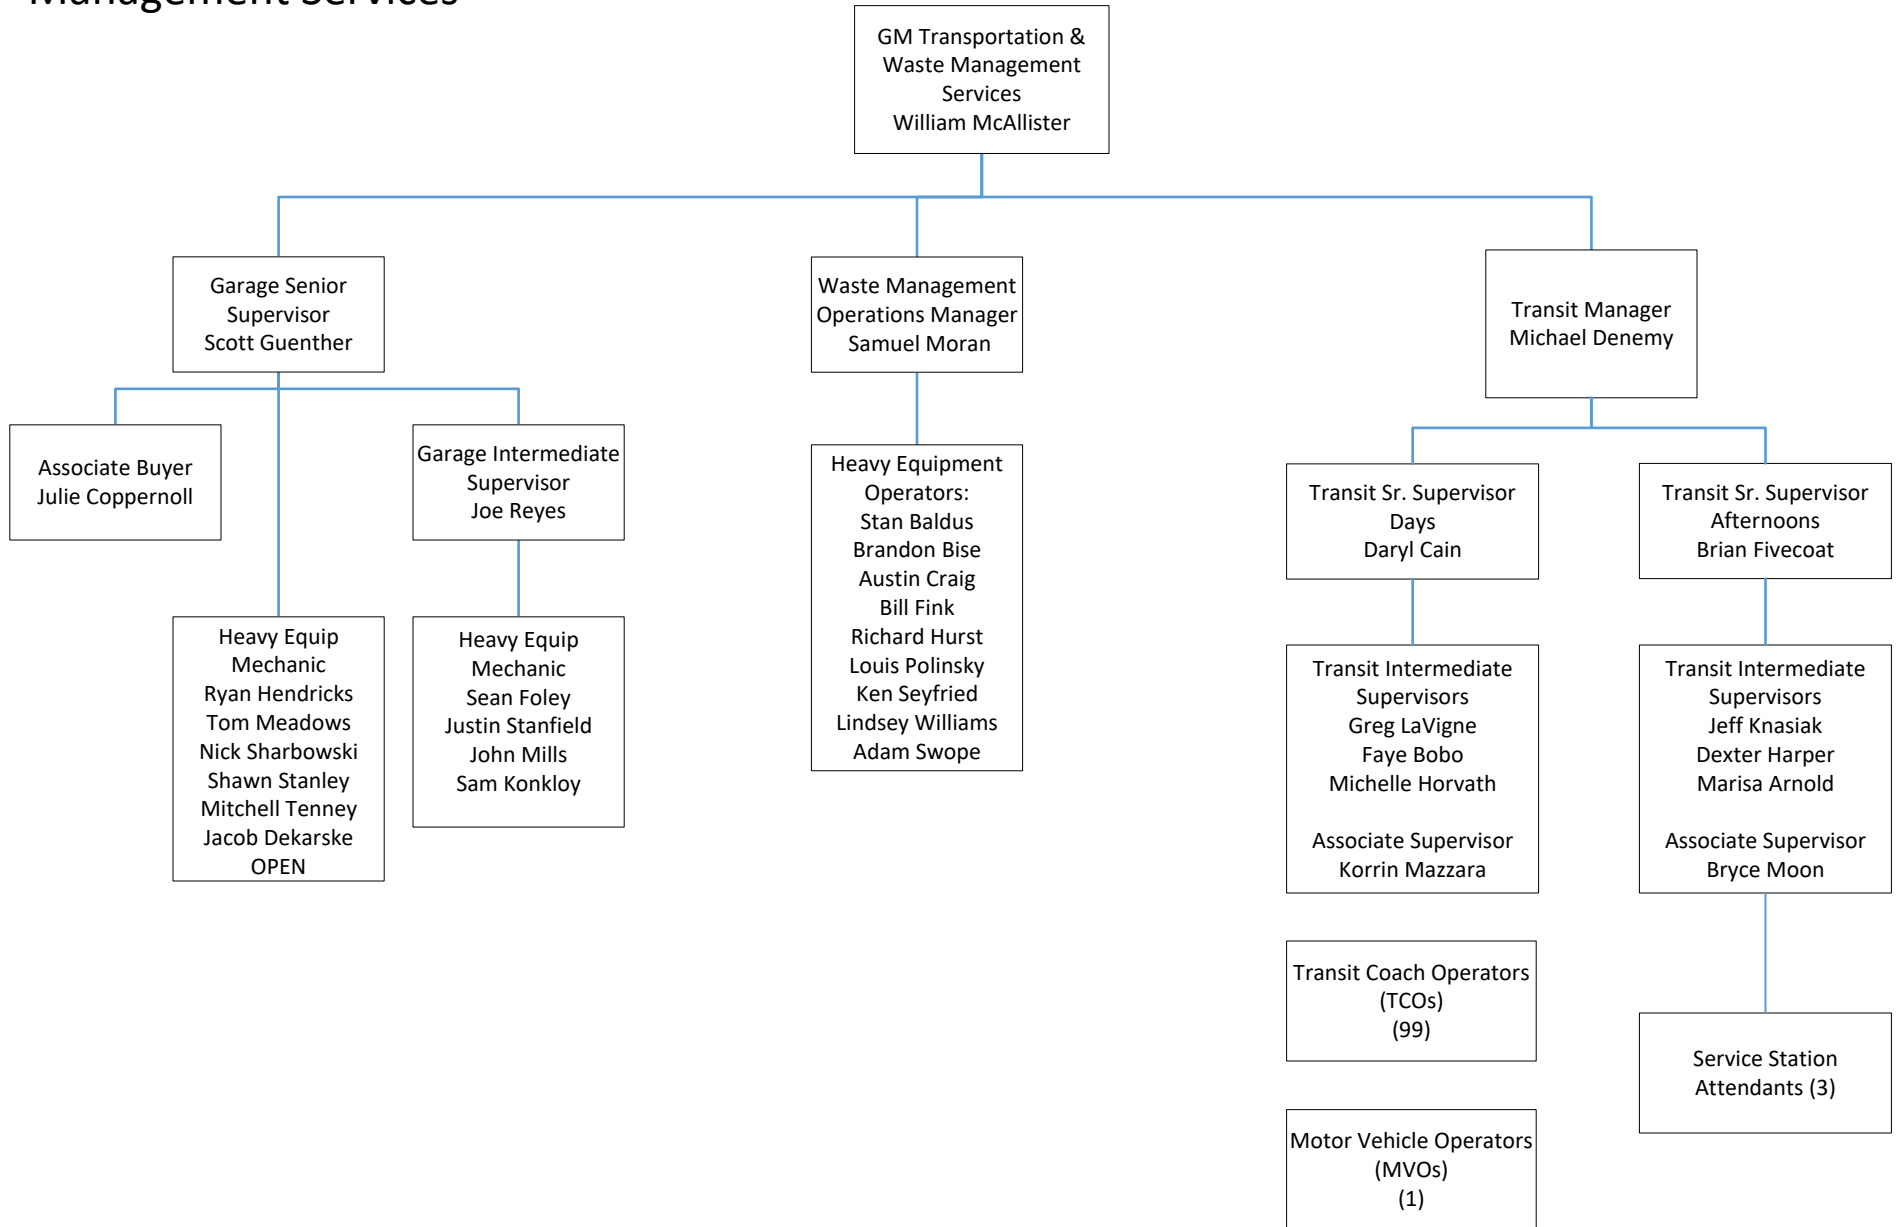 Management Services
GM Transportation &
Waste Management
Services
William McAllister
Garage Senior
Supervisor
Scott Guenther
Waste Management
Operations Manager
Samuel Moran
Transit Manager
Michael Denemy
Associate Buyer
Julie Coppernoll
Garage Intermediate
Supervisor
Joe Reyes
Heavy Equip
Mechanic
Ryan Hendricks
Tom Meadows
Nick Sharbowski
Shawn Stanley
Mitchell Tenney
Jacob Dekarske
OPEN
Heavy Equip
Mechanic
Sean Foley
Justin Stanfield
John Mills
Sam Konkloy
Heavy Equipment
Operators:
Stan Baldus
Brandon Bise
Austin Craig
Bill Fink
Richard Hurst
Louis Polinsky
Ken Seyfried
Lindsey Williams
Adam Swope
Transit Sr. Supervisor
Days
Daryl Cain
Transit Sr. Supervisor
Afternoons
Brian Fivecoat
Transit Intermediate
Supervisors
Greg LaVigne
Faye Bobo
Michelle Horvath
Associate Supervisor
Korrin Mazzara
Transit Intermediate
Supervisors
Jeff Knasiak
Dexter Harper
Marisa Arnold
Associate Supervisor
Bryce Moon
Transit Coach Operators
(TCOs)
(99)
Service Station
Attendants (3)
Motor Vehicle Operators
(MVOs)
(1)